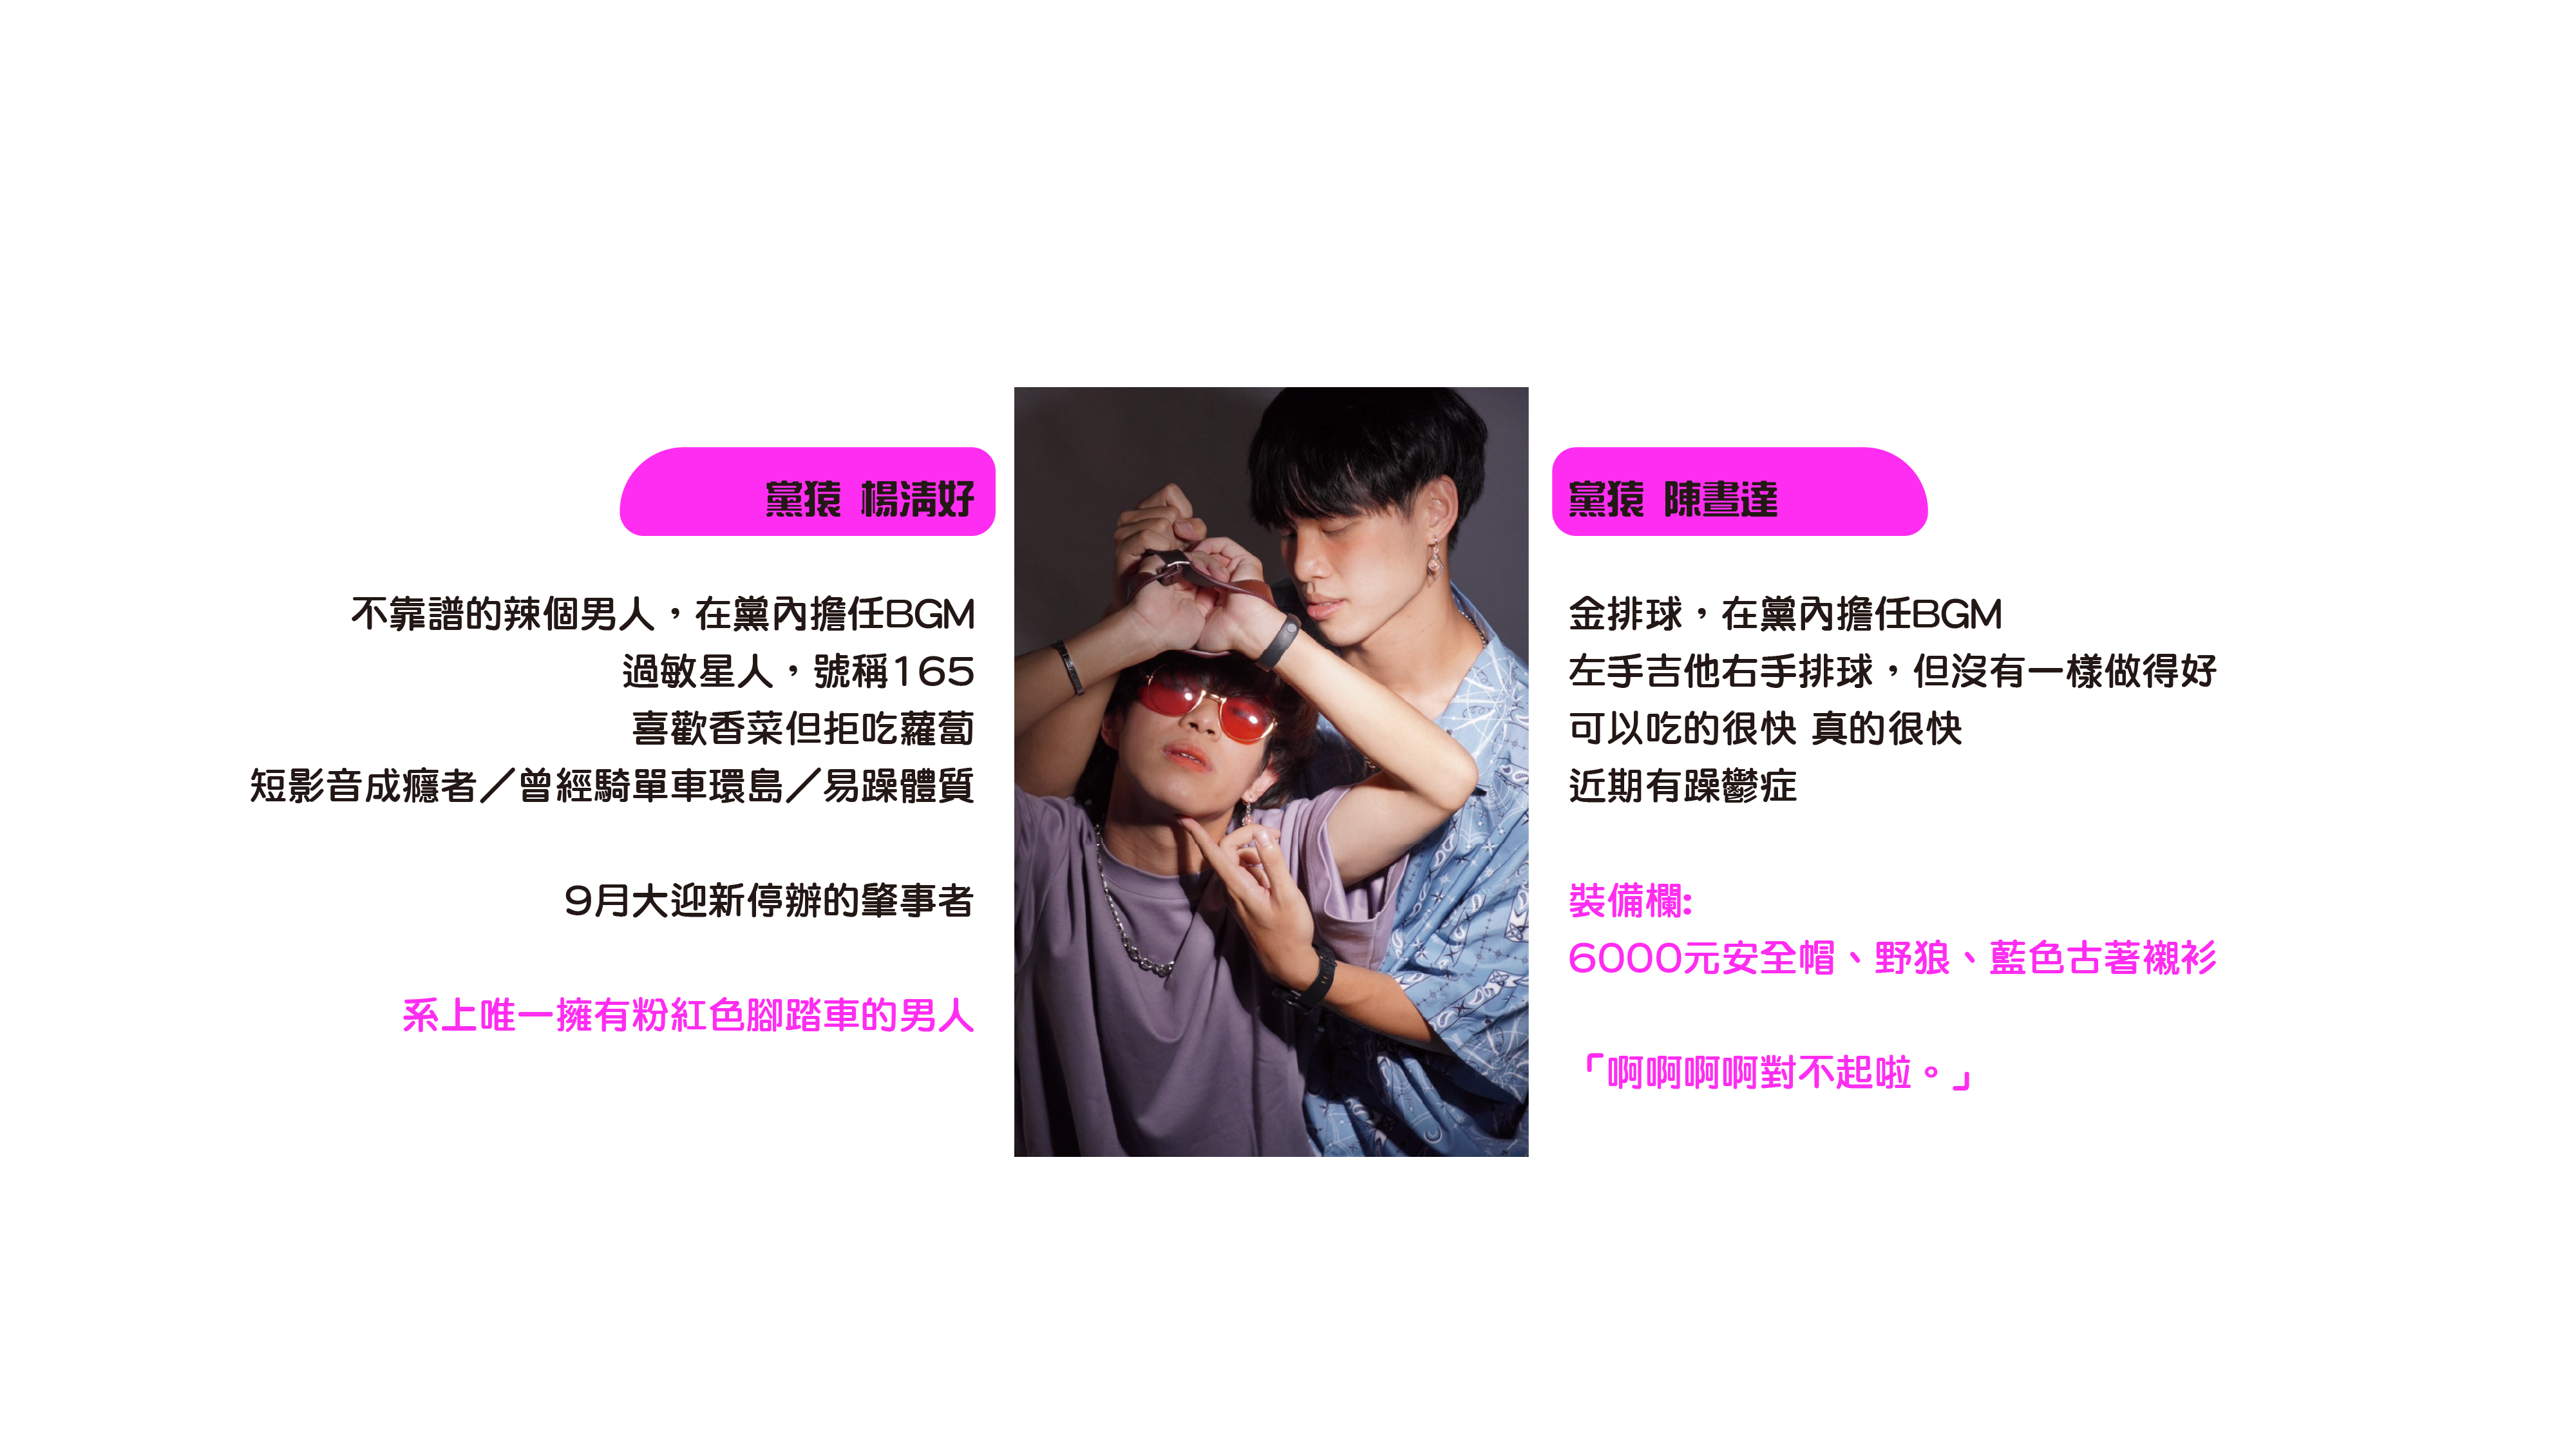 黨猿 楊淸好
不靠譜的辣個男人，在黨內擔任BGM
過敏星人，號稱165
喜歡香菜但拒吃蘿蔔
短影音成癮者／曾經騎單車環島／易躁體質
9月大迎新停辦的肇事者
系上唯一擁有粉紅色腳踏車的男人
黨猿 陳晝達
金排球，在黨內擔任BGM
左手吉他右手排球，但沒有一樣做得好
可以吃的很快 真的很快
近期有躁鬱症
裝備欄:
6000元安全帽、野狼、藍色古著襯衫
「啊啊啊啊對不起啦。」